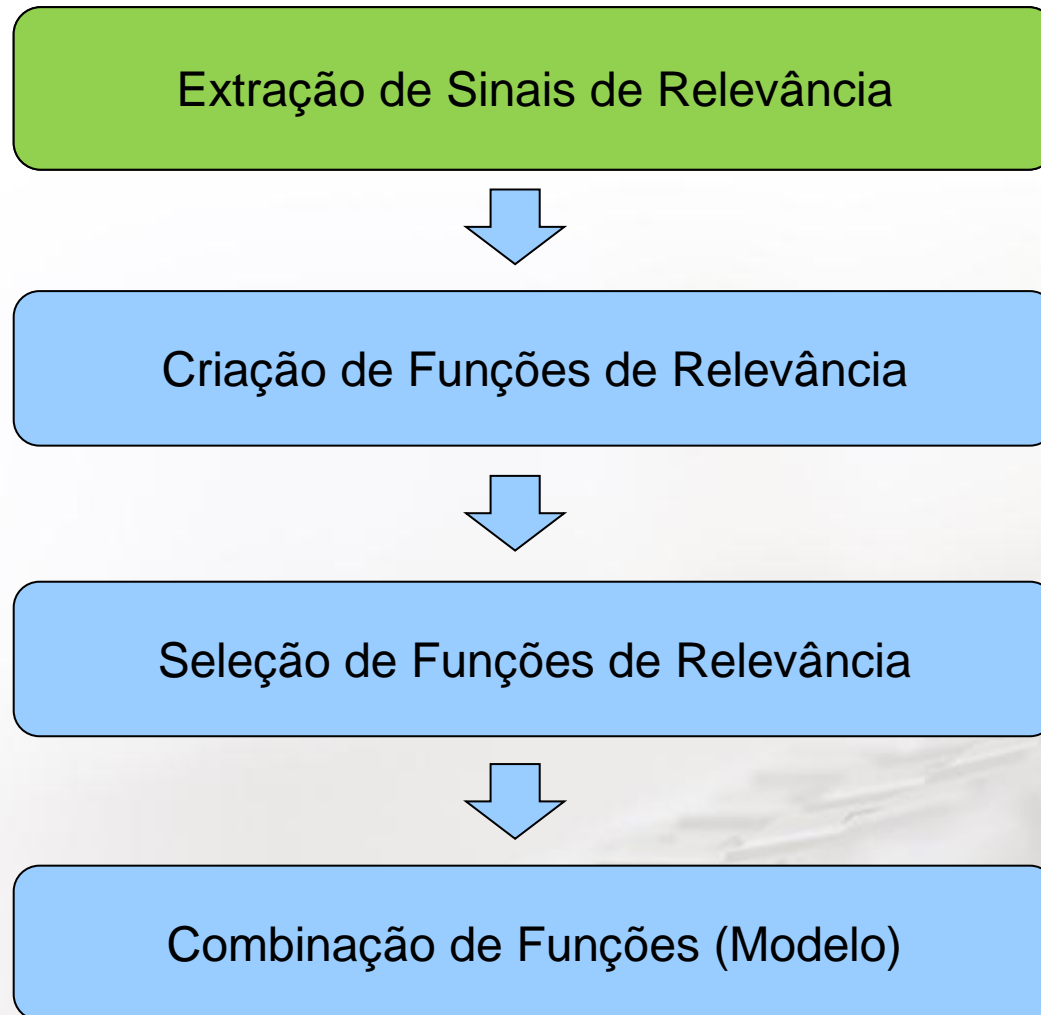 Extração de Sinais de Relevância
Criação de Funções de Relevância
Seleção de Funções de Relevância
Combinação de Funções (Modelo)